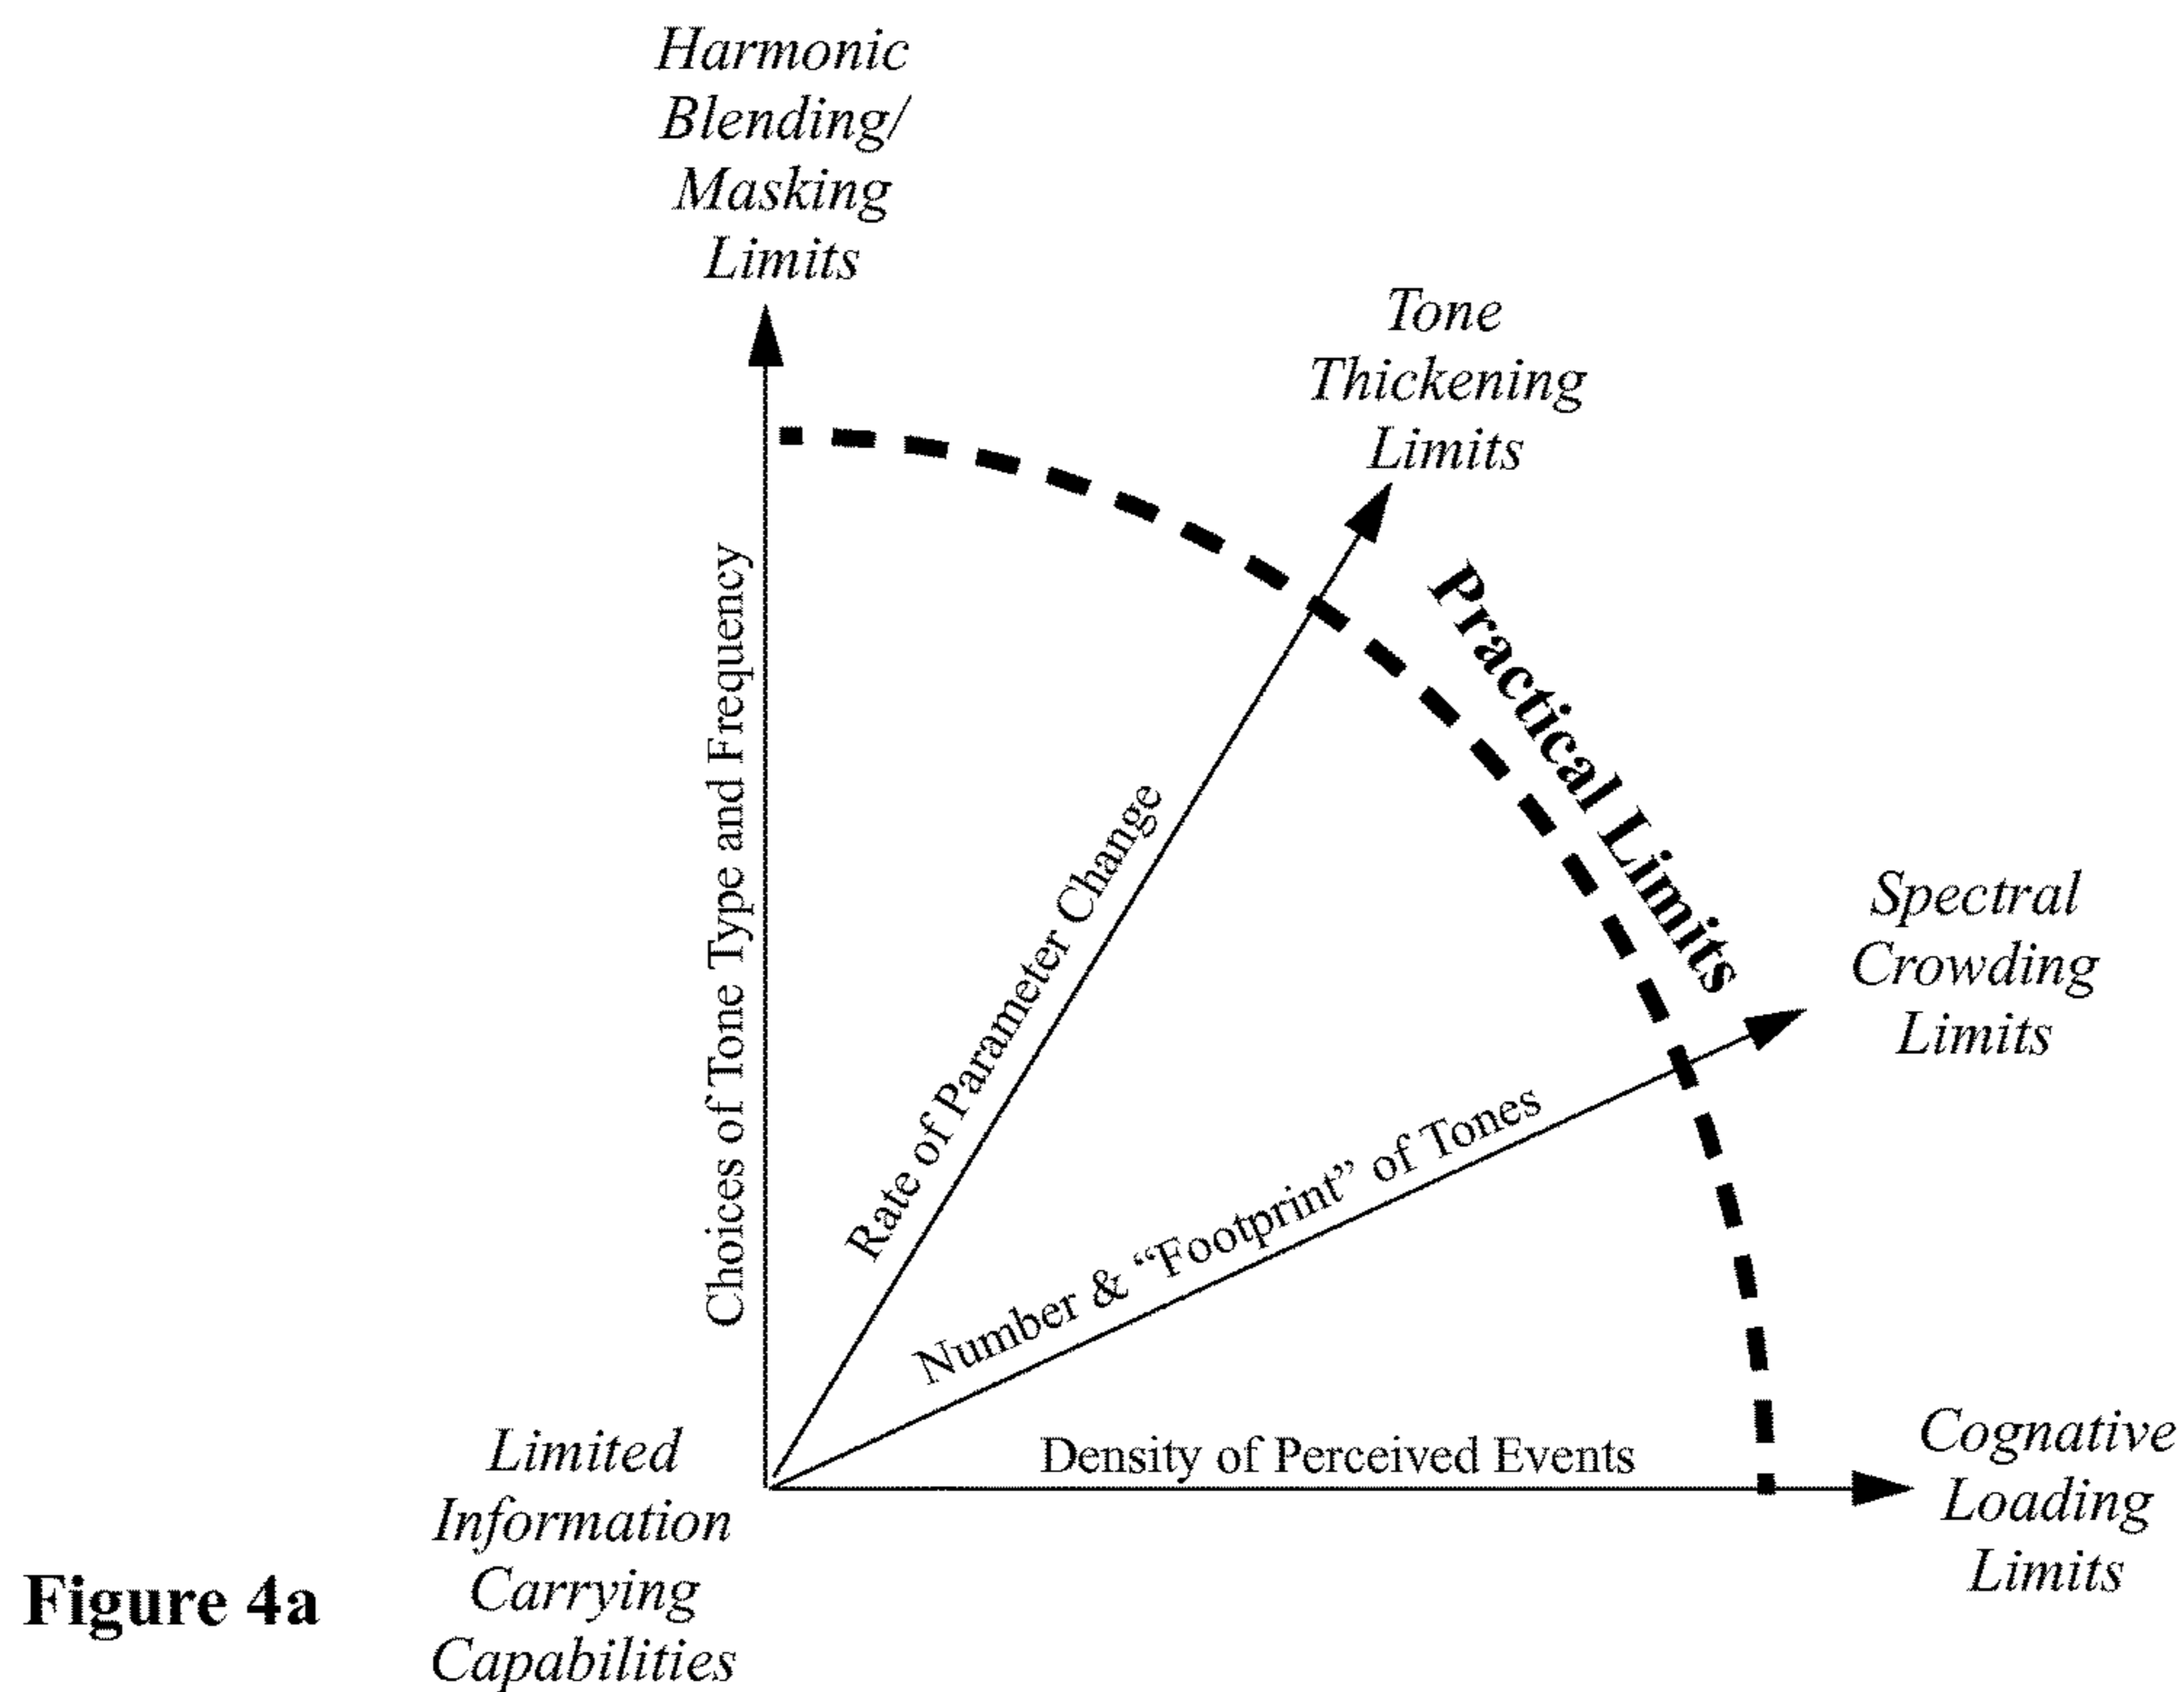 Harmonic
Blending/
Masking
Limits
Tone
Thickening
Limits
Practical Limits
Choices of Tone Type and Frequency
Rate of Parameter Change
Number & “Footprint” of Tones
Spectral
Crowding
Limits
Density of Perceived Events
Cognative
Loading
Limits
Limited
Information
Carrying
Capabilities
Figure 4a